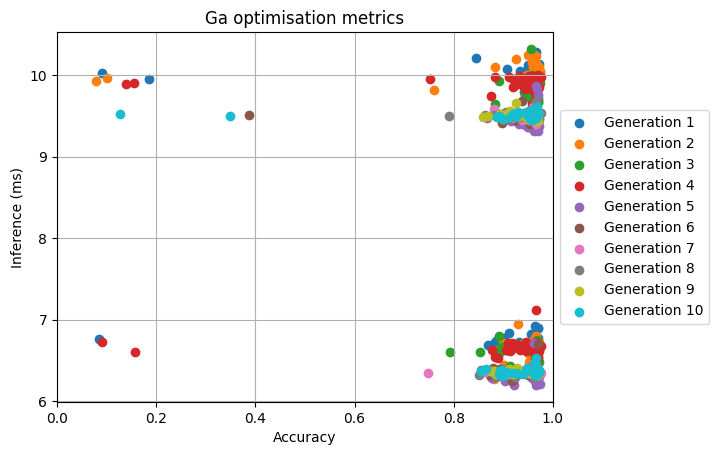 Ga optimisation metrics
Inference (ms)
10
9
8
7
6
0.0 0.2 0.4 0.6 0.8 1.0
Accuracy
Generation 1
Generation 2
Generation 3
Generation 4
Generation 5
Generation 6
Generation 7
Generation 8
Generation 9
Generation 10